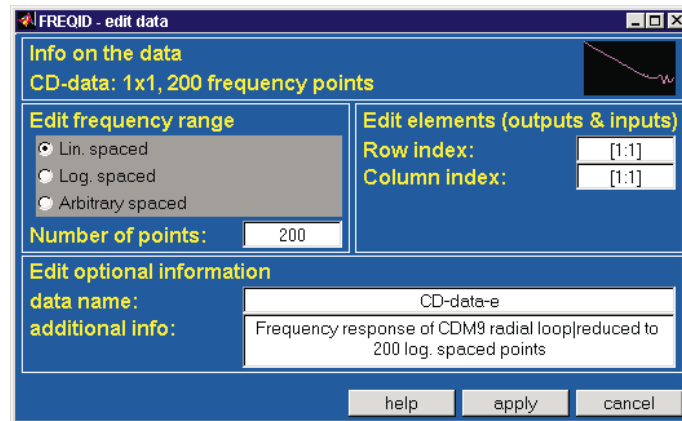 FREQID - edit data
Info on the data
CD-data: 1x1, 200 frequency points
Edit frequency range
Lin. spaced
Log. spaced
Arbitrary spaced
Number of points: 200
Edit elements (outputs & inputs)
Row index: [1:1]
Column index: [1:1]
Edit optional information
data name: CD-data-e
additional info: Frequency response of CDM9 radial loop|reduced to
200 log. spaced points
help apply cancel